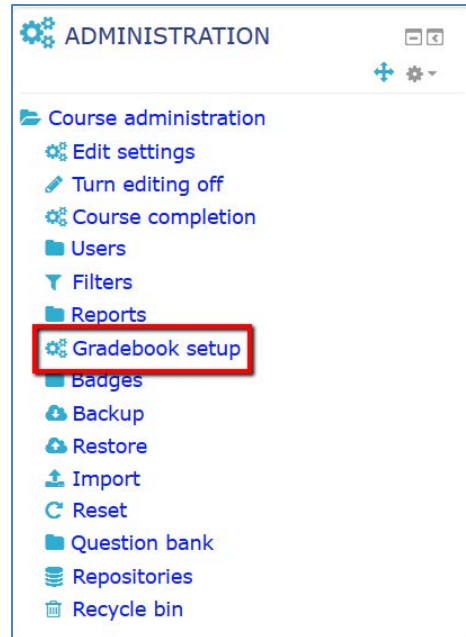 ADMINISTRATION
Course administration
Edit settings
Turn editing off
Course completion
Users
Filters
Reports
Gradebook setup
Badges
Backup
Restore
Import
Reset
Question bank
Repositories
Recycle bin